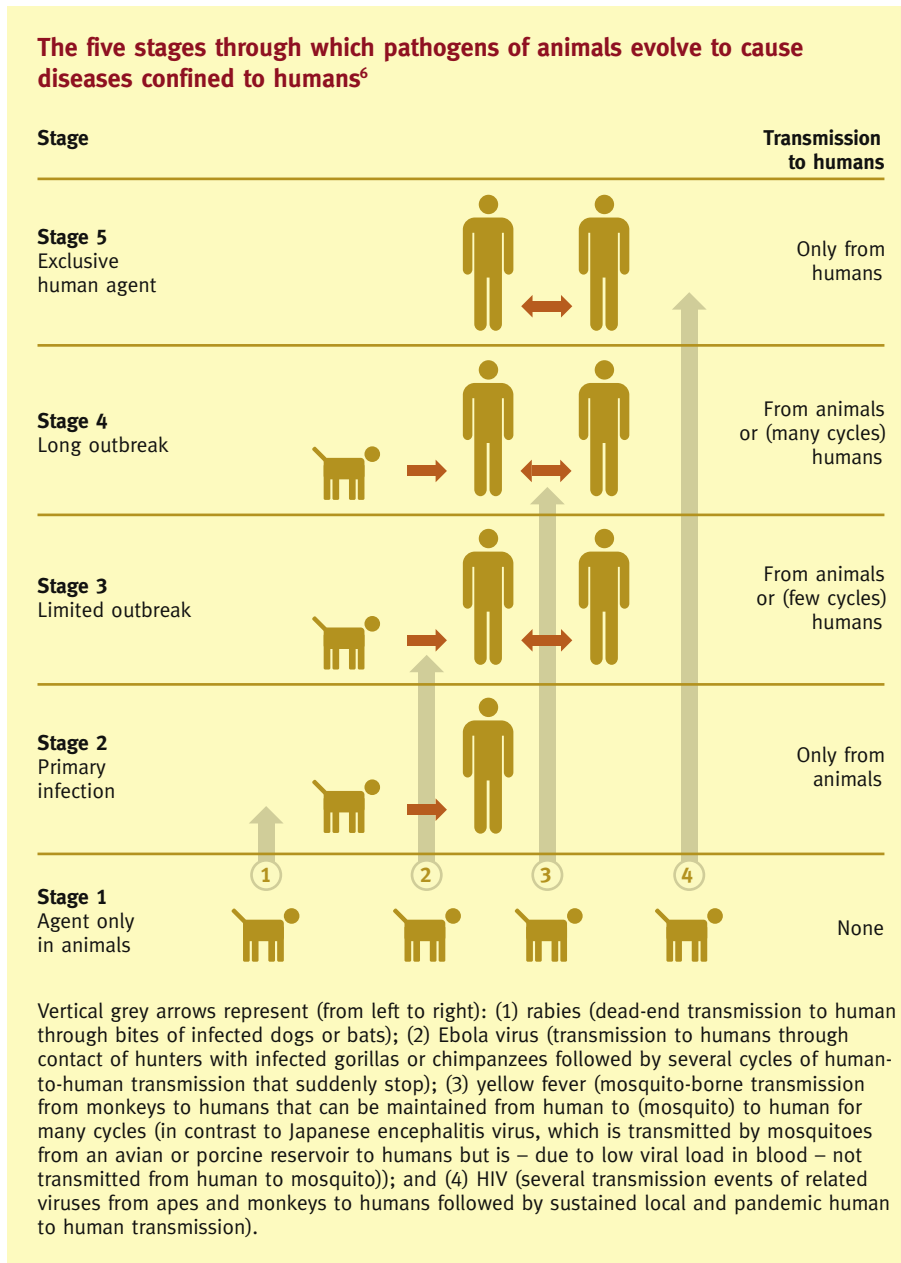 The five stages through which pathogens of animals evolve to cause
diseases confined to humans6
Stage
Transmission
to humans
Stage 5
Exclusive
human agent
Only from
humans
Stage 4
Long outbreak
From animals
or (many cycles)
humans
Stage 3
Limited outbreak
From animals
or (few cycles)
humans
Stage 2
Primary
infection
Only from
animals
1
2
3
4
Stage 1
Agent only
in animals
None
Vertical grey arrows represent (from left to right): (1) rabies (dead-end transmission to human
through bites of infected dogs or bats); (2) Ebola virus (transmission to humans through
contact of hunters with infected gorillas or chimpanzees followed by several cycles of human-
to-human transmission that suddenly stop); (3) yellow fever (mosquito-borne transmission
from monkeys to humans that can be maintained from human to (mosquito) to human for
many cycles (in contrast to Japanese encephalitis virus, which is transmitted by mosquitoes
from an avian or porcine reservoir to humans but is – due to low viral load in blood – not
transmitted from human to mosquito)); and (4) HIV (several transmission events of related
viruses from apes and monkeys to humans followed by sustained local and pandemic human
to human transmission).